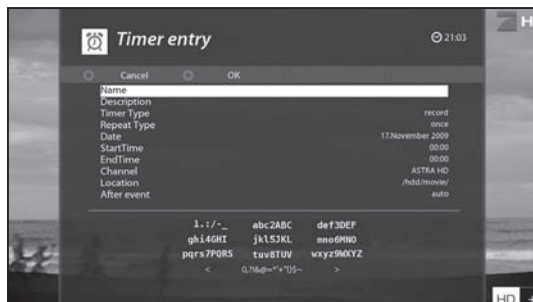 Timer entry
21:03
Cancel OK
Name
Description
Timer Type record
Repeat Type once
Date 17.November 2009
StartTime 00:00
EndTime 00:00
Channel ASTRA HD
Location /hdd/movie/
After event auto
1.:/-_ abc2ABC def3DEF
ghi4GHI jkl5JKL mno6MNO
pqrs7PQRS tuv8TUV wxyz9WXYZ
< >
HD